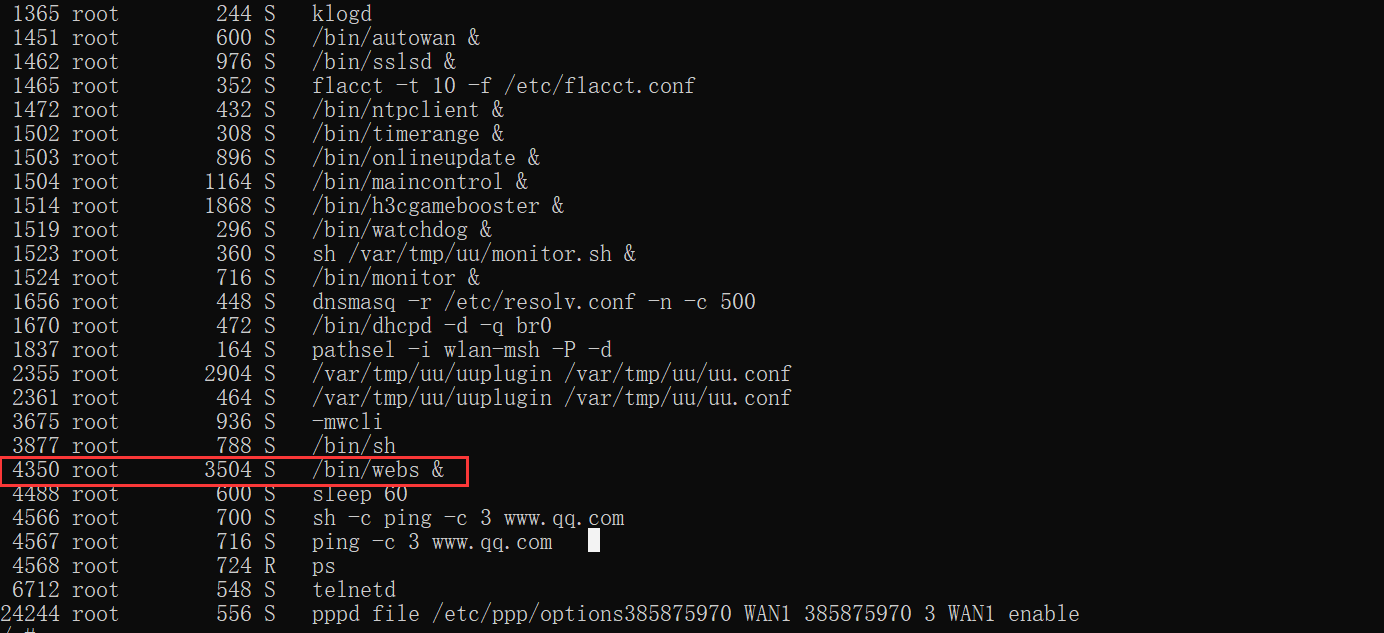 1365 root 244 S klogd
1451 root 600 S /bin/autowan &
1462 root 976 S /bin/sslsd &
1465 root 352 S flacct -t 10 -f /etc/flacct.conf
1472 root 432 S /bin/ntpclient &
1502 root 308 S /bin/timerange &
1503 root 896 S /bin/onlineupdate &
1504 root 1164 S /bin/maincontrol &
1514 root 1868 S /bin/h3cgamebooster &
1519 root 296 S /bin/watchdog &
1523 root 360 S sh /var/tmp/uu/monitor.sh &
1524 root 716 S /bin/monitor &
1656 root 448 S dnsmasq -r /etc/resolv.conf -n -c 500
1670 root 472 S /bin/dhcpd -d -q br0
1837 root 164 S pathsel -i wlan-msh -P -d
2355 root 2904 S /var/tmp/uu/uuplugin /var/tmp/uu/uu.conf
2361 root 464 S /var/tmp/uu/uuplugin /var/tmp/uu/uu.conf
3675 root 936 S -mwcli
3877 root 788 S /bin/sh
4350 root 3504 S /bin/webs &
4488 root 600 S sleep 60
4566 root 700 S sh -c ping -c 3 www.qq.com
4567 root 716 S ping -c 3 www.qq.com
4568 root 724 R ps
6712 root 548 S telnetd
24244 root 556 S pppd file /etc/ppp/options385875970 WAN1 385875970 3 WAN1 enable
/ #